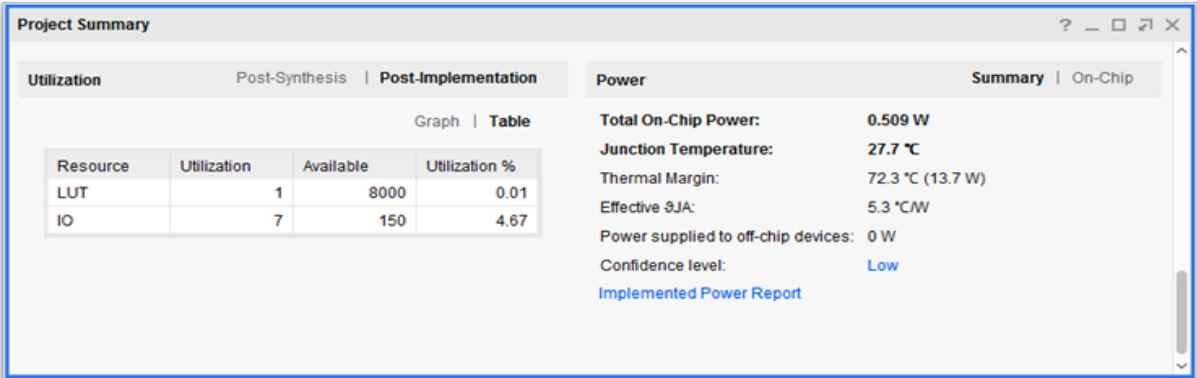 Project Summary
Utilization Post-Synthesis | Post-Implementation
Graph | Table
Resource Utilization Available Utilization %
LUT 1 8000 0.01
IO 7 150 4.67
Power Summary | On-Chip
Total On-Chip Power: 0.509 W
Junction Temperature: 27.7 °C
Thermal Margin: 72.3 °C (13.7 W)
Effective ϑJA: 5.3 °C/W
Power supplied to off-chip devices: 0 W
Confidence level: Low
Implemented Power Report